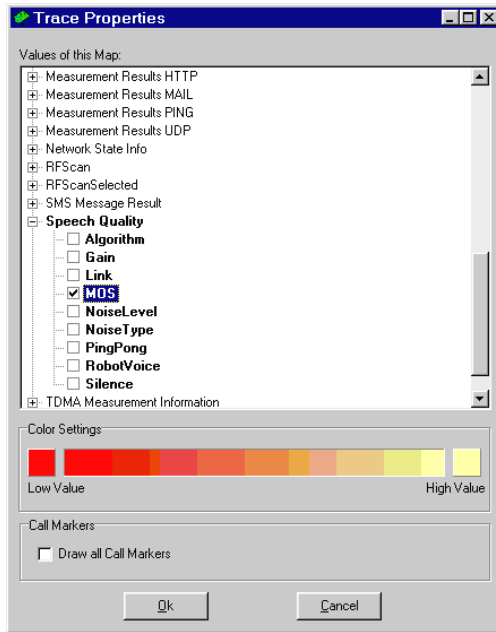 Trace Properties
Values of this Map:
Measurement Results HTTP
Measurement Results MAIL
Measurement Results PING
Measurement Results UDP
Network State Info
RFScan
RFScanSelected
SMS Message Result
Speech Quality
Algorithm
Gain
Link
MOS
NoiseLevel
NoiseType
PingPong
RobotVoice
Silence
TDMA Measurement Information
Color Settings
Low Value High Value
Call Markers
Draw all Call Markers
Ok Cancel